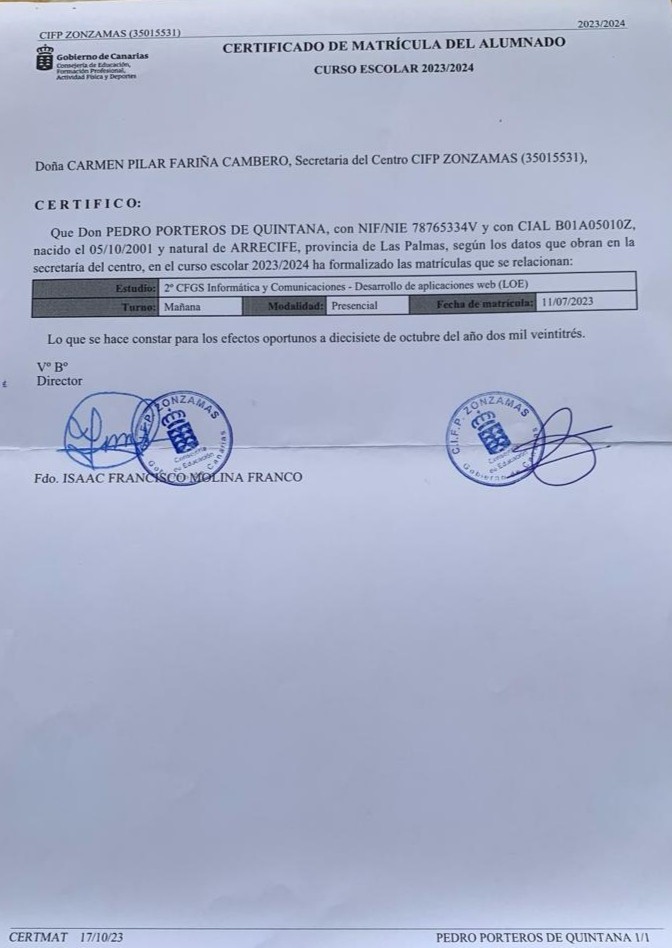 CIFP ZONZAMAS (35015531)
2023/2024
Gobierno de Canarias
Consejería de Educación,
Formación Profesional,
Actividad Física y Deportes
CERTIFICADO DE MATRÍCULA DEL ALUMNADO
CURSO ESCOLAR 2023/2024
Doña CARMEN PILAR FARIÑA CAMBERO, Secretaria del Centro CIFP ZONZAMAS (35015531),
CERTIFICO:
Que Don PEDRO PORTEROS DE QUINTANA, con NIF/NIE 78765334V y con CIAL B01A05010Z,
nacido el 05/10/2001 y natural de ARRECIFE, provincia de Las Palmas, según los datos que obran en la
secretaría del centro, en el curso escolar 2023/2024 ha formalizado las matrículas que se relacionan:
Estudio: 2º CFGS Informática y Comunicaciones - Desarrollo de aplicaciones web (LOE)
Turno: Mañana Modalidad: Presencial Fecha de matrícula: 11/07/2023
Lo que se hace constar para los efectos oportunos a diecisiete de octubre del año dos mil veintitrés.
Vº Bº
Director
C.I.F.P. ZONZAMAS
Consejería
de Educación
Gobierno de Canarias
C.I.F.P. ZONZAMAS
Consejería
de Educación
Gobierno de
Fdo. ISAAC FRANCISCO MOLINA FRANCO
CERTMAT 17/10/23
PEDRO PORTEROS DE QUINTANA 1/1